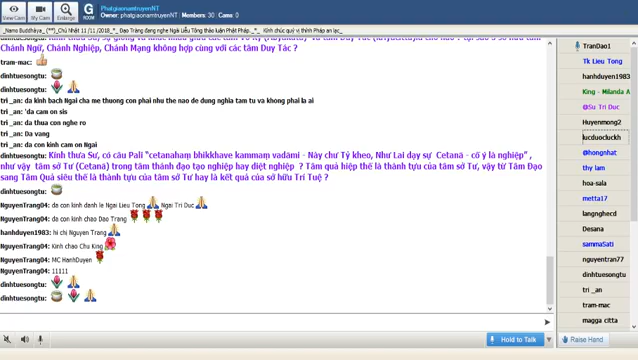 PhatgiaonamtruyenNT
Owner: phatgiaonamtruyenNT | Members: 30 Cams: 0
View Cam
My Cam
Enlarge
G
ROOM
_Namo Buddhāya_ (**)_Chủ Nhật 11/ 11/2018_* Đạo Tràng đang nghe Ngài Liễu Tông thảo luận Phật Pháp._* Kính chúc quý vị thính Pháp an lạc_
Chánh Ngữ, Chánh Nghiệp, Chánh Mạng không hợp cùng với các tâm Duy Tác ?
tram-mac:
dinhtuesongtu:
dinhtuesongtu:
tri _an: da kinh bach Ngai cha me thuong con phai nhu the nao de dung nghia tam tu va khong phai la ai
tri _an: 'da cam on sis
tri _an: da thua con nghe ro
tri _an: Da vang
tri _an: da con kinh cam on Ngai
dinhtuesongtu: Kính thưa Sư, có câu Pali "cetanahaṃ bhikkhave kammaṃ vadāmi - Này chư Tỷ kheo, Như Lai dạy sự Cetanā - cố ý là nghiệp" ,
như vậy tâm sở Tư (Cetanā) trong tâm thánh đạo tạo nghiệp hay diệt nghiệp ? Tâm quả hiệp thế là thành tựu của tâm sở Tư, vậy từ Tâm Đạo
sang Tâm Quả siêu thế là thành tựu của tâm sở Tư hay là kết quả của sở hữu Trí Tuệ ?
dinhtuesongtu:
NguyenTrang04: da con kinh danh le Ngai Lieu Tong Ngai Tri Duc
NguyenTrang04: da con kinh chao Dao Trang
hanhduyen1983: hi chi Nguyen Trang
NguyenTrang04: Kinh chao Chu King
NguyenTrang04: MC HanhDuyen
NguyenTrang04: 11111
dinhtuesongtu:
dinhtuesongtu:
TranDao1
Tk Lieu Tong
hanhduyen1983
King - Milanda A
@Su Tri Duc
Huyenmong2
lucduocluckh
@hongnhat
thy lam
hoa-sala
metta17
langnghecd
Desana
sammaSati
nguyentran77
dinhtuesongtu
tri _an
tram-mac
magga citta
Hold to Talk
Raise Hand